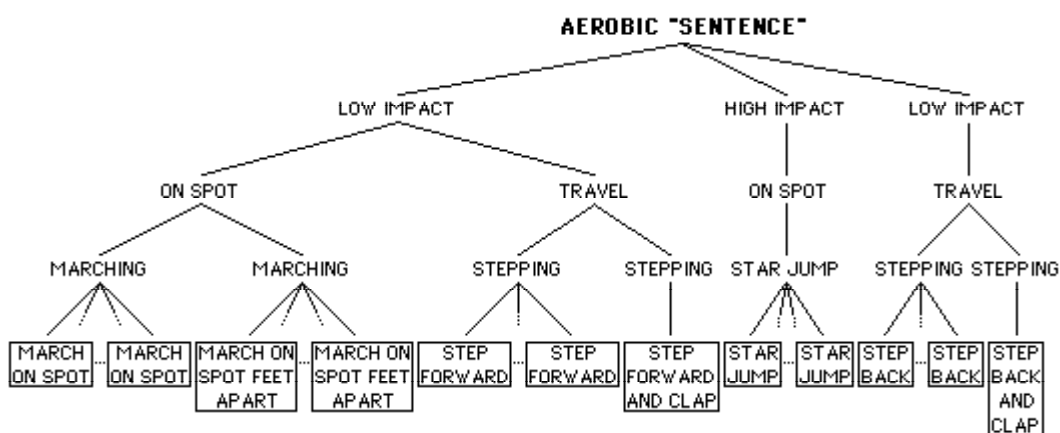 AEROBIC "SENTENCE"
LOW IMPACT HIGH IMPACT LOW IMPACT
ON SPOT TRAVEL ON SPOT TRAVEL
MARCHING MARCHING STEPPING STEPPING STAR JUMP STEPPING STEPPING
MARCH ON SPOT ... MARCH ON SPOT
MARCH ON SPOT FEET APART ... MARCH ON SPOT FEET APART
STEP FORWARD ... STEP FORWARD
STEP FORWARD AND CLAP
STAR JUMP ... STAR JUMP
STEP BACK ... STEP BACK
STEP BACK AND CLAP